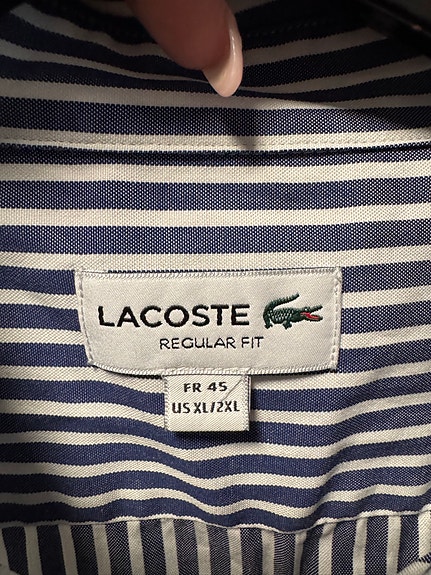 LACOSTE
REGULAR FIT
FR 45
US XL/2XL